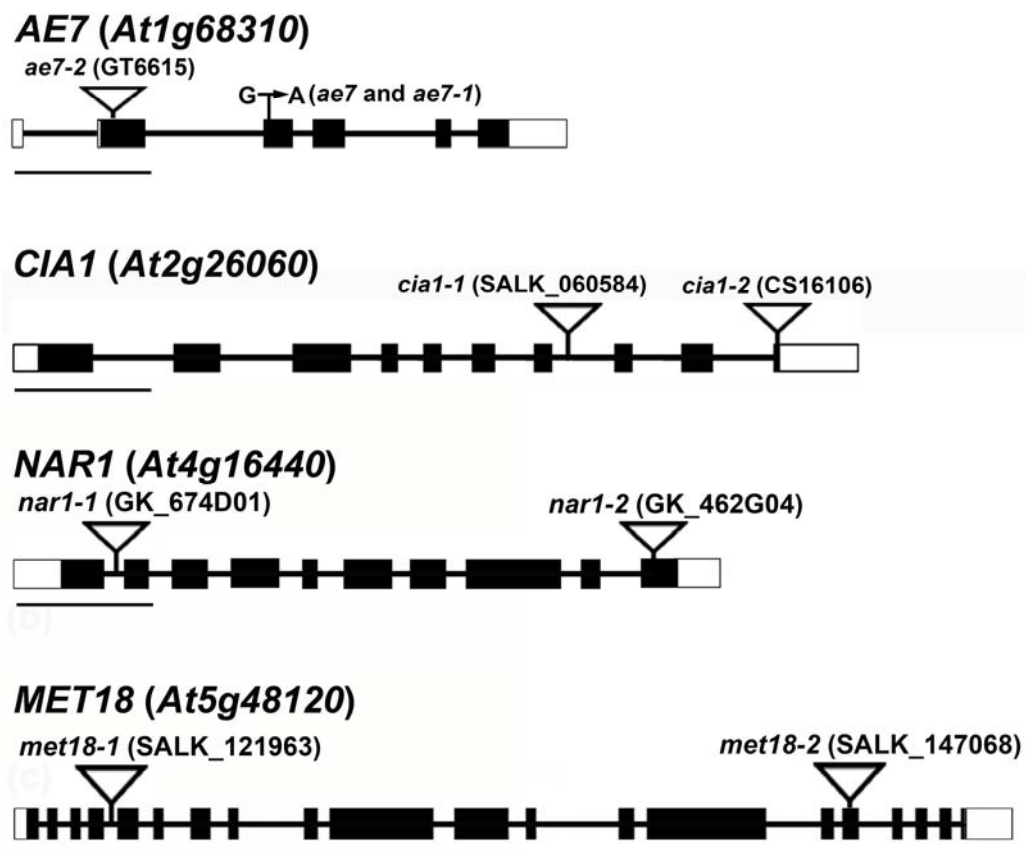 AE7 (At1g68310)
ae7-2 (GT6615)
G A (ae7 and ae7-1)
CIA1 (At2g26060)
cia1-1 (SALK_060584) cia1-2 (CS16106)
NAR1 (At4g16440)
nar1-1 (GK_674D01) nar1-2 (GK_462G04)
(b)
MET18 (At5g48120)
met18-1 (SALK_121963) met18-2 (SALK_147068)
(c)